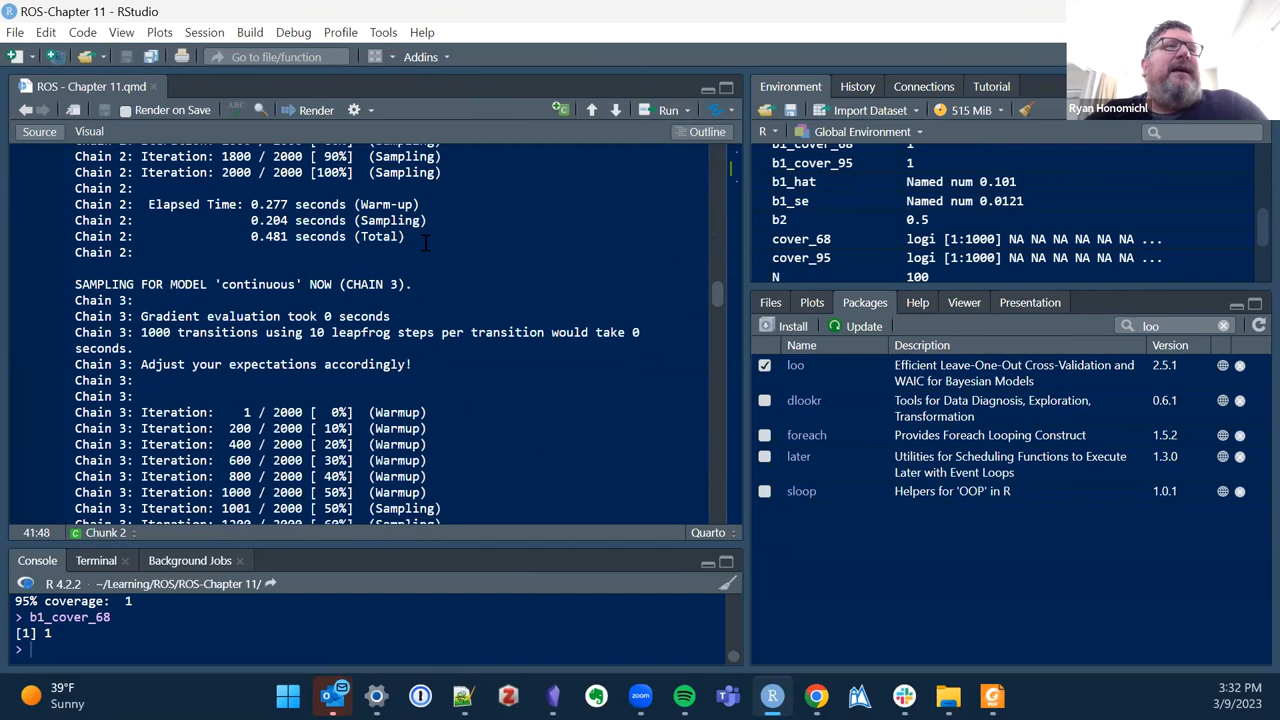 ROS-Chapter 11 - RStudio
File Edit Code View Plots Session Build Debug Profile Tools Help
Go to file/function Addins
ROS - Chapter 11.qmd
Render on Save ABC Render Run
Source Visual Outline
Chain 2: Iteration: 1800 / 2000 [ 90%]  (Sampling)
Chain 2: Iteration: 2000 / 2000 [100%]  (Sampling)
Chain 2:
Chain 2:  Elapsed Time: 0.277 seconds (Warm-up)
Chain 2:                0.204 seconds (Sampling)
Chain 2:                0.481 seconds (Total)
Chain 2:
SAMPLING FOR MODEL 'continuous' NOW (CHAIN 3).
Chain 3:
Chain 3: Gradient evaluation took 0 seconds
Chain 3: 1000 transitions using 10 leapfrog steps per transition would take 0
seconds.
Chain 3: Adjust your expectations accordingly!
Chain 3:
Chain 3:
Chain 3: Iteration:    1 / 2000 [  0%]  (Warmup)
Chain 3: Iteration:  200 / 2000 [ 10%]  (Warmup)
Chain 3: Iteration:  400 / 2000 [ 20%]  (Warmup)
Chain 3: Iteration:  600 / 2000 [ 30%]  (Warmup)
Chain 3: Iteration:  800 / 2000 [ 40%]  (Warmup)
Chain 3: Iteration: 1000 / 2000 [ 50%]  (Warmup)
Chain 3: Iteration: 1001 / 2000 [ 50%]  (Sampling)
Chain 3: Iteration: 1200 / 2000 [ 60%]  (Sampling)
41:48 Chunk 2 Quarto
Console Terminal Background Jobs
R 4.2.2 · ~/Learning/ROS/ROS-Chapter 11/
95% coverage:  1
> b1_cover_68
[1] 1
>
Ryan Honomichl
Environment History Connections Tutorial
Import Dataset 515 MiB
R Global Environment
b1_cover_68 1
b1_cover_95 1
b1_hat Named num 0.101
b1_se Named num 0.0121
b2 0.5
cover_68 logi [1:1000] NA NA NA NA NA ...
cover_95 logi [1:1000] NA NA NA NA NA ...
N 100
Files Plots Packages Help Viewer Presentation
Install Update loo
Name Description Version
loo Efficient Leave-One-Out Cross-Validation and 2.5.1
WAIC for Bayesian Models
dlookr Tools for Data Diagnosis, Exploration, 0.6.1
Transformation
foreach Provides Foreach Looping Construct 1.5.2
later Utilities for Scheduling Functions to Execute 1.3.0
Later with Event Loops
sloop Helpers for 'OOP' in R 1.0.1
39°F
Sunny
3:32 PM
3/9/2023